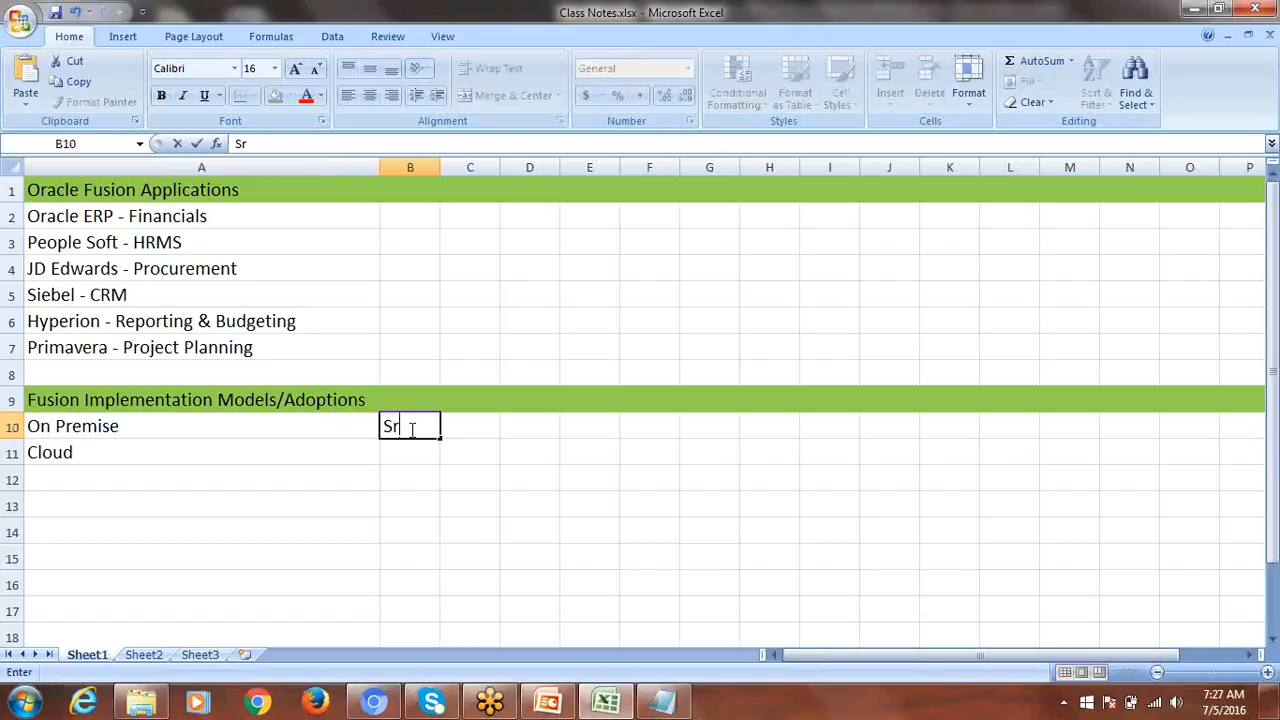 Class Notes.xlsx - Microsoft Excel
Home Insert Page Layout Formulas Data Review View
Paste Cut Copy Format Painter Clipboard
Calibri 16 A A B I U A Font
Wrap Text Merge & Center Alignment
General $ % , Number
Conditional Formatting Format as Table Cell Styles Styles
Insert Delete Format Cells
Σ AutoSum Fill Clear Sort & Filter Find & Select Editing
B10 fx Sr
A B C D E F G H I J K L M N O P
1 Oracle Fusion Applications
2 Oracle ERP - Financials
3 People Soft - HRMS
4 JD Edwards - Procurement
5 Siebel - CRM
6 Hyperion - Reporting & Budgeting
7 Primavera - Project Planning
8
9 Fusion Implementation Models/Adoptions
10 On Premise Sr
11 Cloud
12
13
14
15
16
17
18
Sheet1 Sheet2 Sheet3
Enter
7:27 AM
7/5/2016